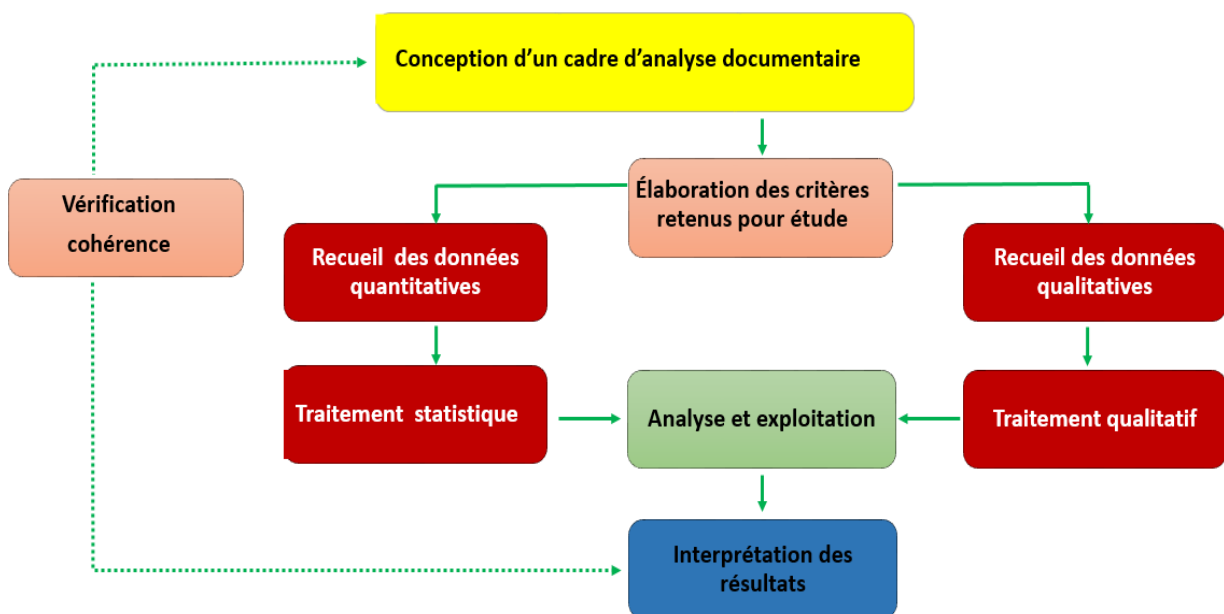 Conception d’un cadre d’analyse documentaire
Élaboration des critères
retenus pour étude
Vérification
cohérence
Recueil des données
quantitatives
Recueil des données
qualitatives
Traitement statistique
Analyse et exploitation
Traitement qualitatif
Interprétation des
résultats